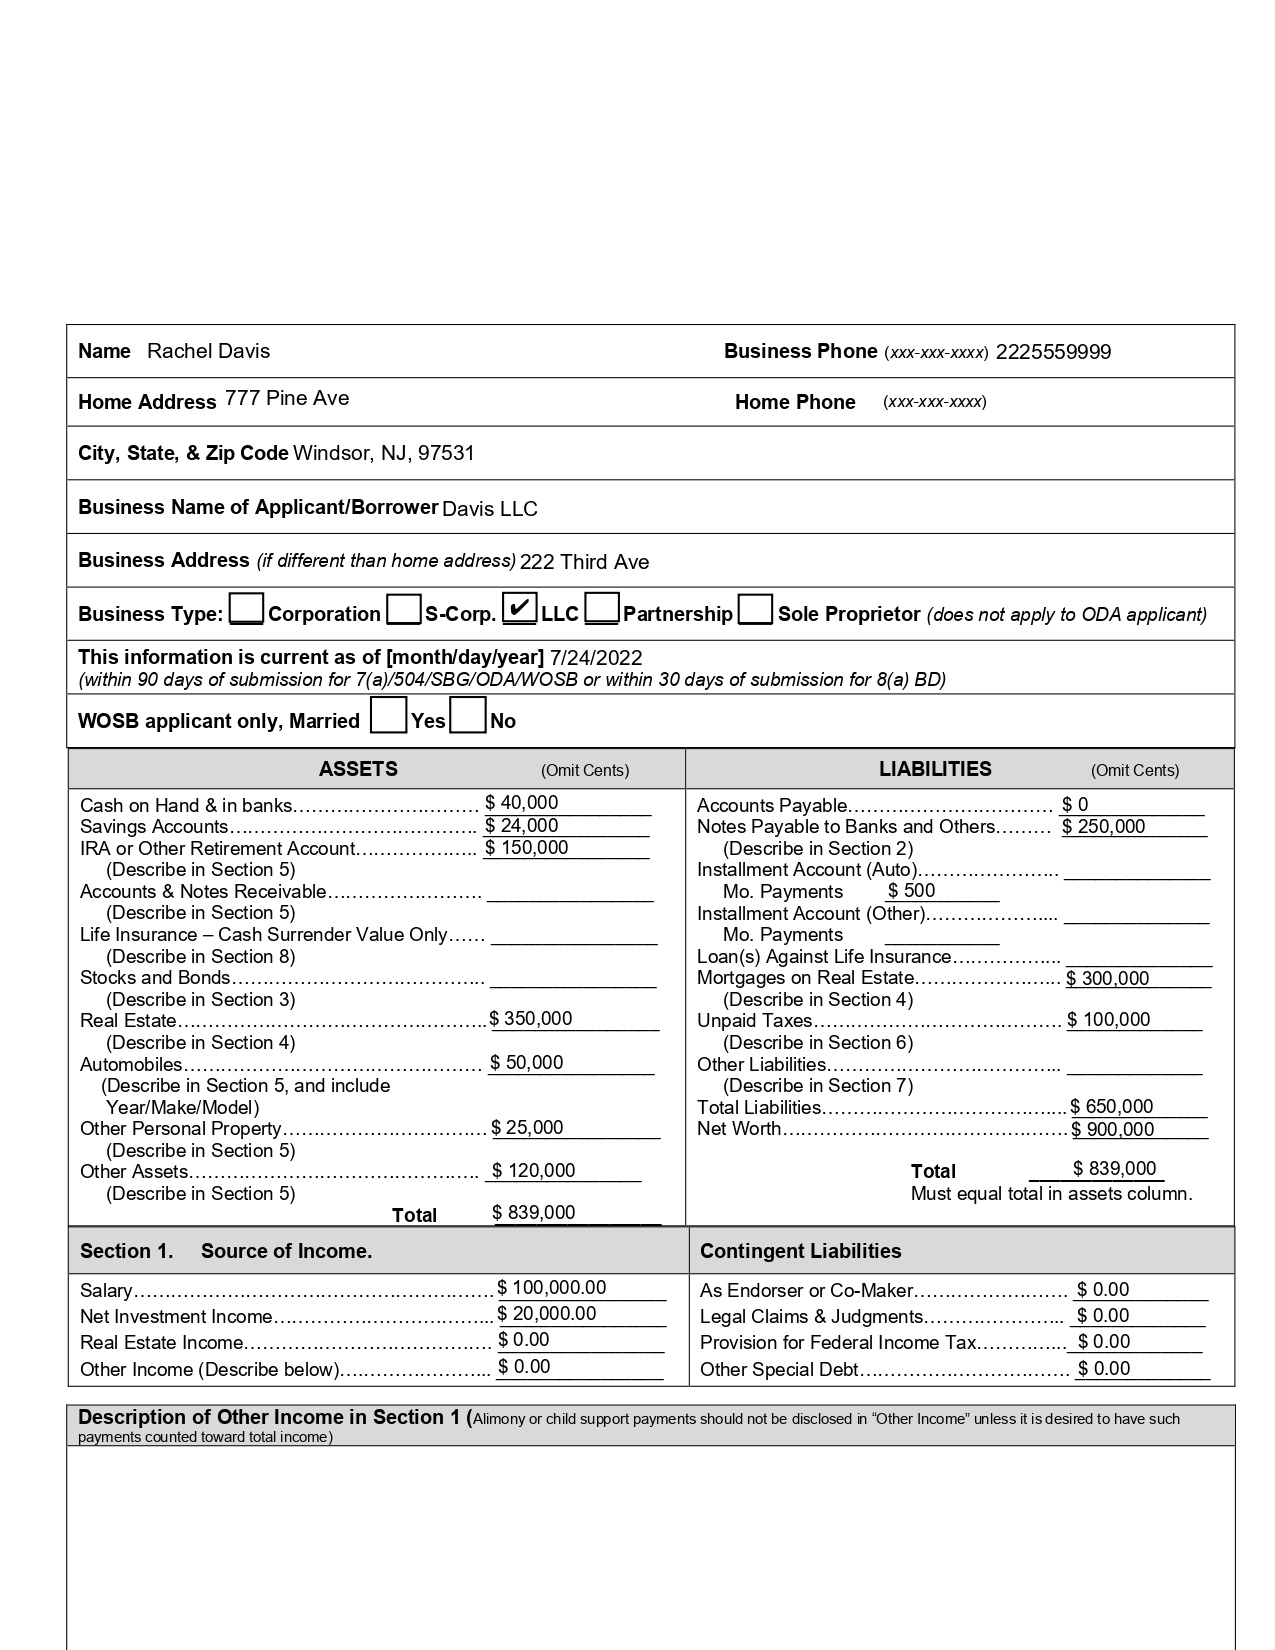 Name Rachel Davis Business Phone (xxx-xxx-xxxx) 2225559999
Home Address 777 Pine Ave Home Phone (xxx-xxx-xxxx)
City, State, & Zip Code Windsor, NJ, 97531
Business Name of Applicant/Borrower Davis LLC
Business Address (if different than home address) 222 Third Ave
Business Type: Corporation S-Corp. ✔ LLC Partnership Sole Proprietor (does not apply to ODA applicant)
This information is current as of [month/day/year] 7/24/2022
(within 90 days of submission for 7(a)/504/SBG/ODA/WOSB or within 30 days of submission for 8(a) BD)
WOSB applicant only, Married Yes No
ASSETS (Omit Cents)
Cash on Hand & in banks………………………… $ 40,000
Savings Accounts………………………………….. $ 24,000
IRA or Other Retirement Account……………….. $ 150,000
(Describe in Section 5)
Accounts & Notes Receivable……………………
(Describe in Section 5)
Life Insurance – Cash Surrender Value Only……
(Describe in Section 8)
Stocks and Bonds…………………………………..
(Describe in Section 3)
Real Estate………………………………………….. $ 350,000
(Describe in Section 4)
Automobiles………………………………………… $ 50,000
(Describe in Section 5, and include
Year/Make/Model)
Other Personal Property…………………………… $ 25,000
(Describe in Section 5)
Other Assets………………………………………. $ 120,000
(Describe in Section 5)
Total $ 839,000
LIABILITIES (Omit Cents)
Accounts Payable…………………………… $ 0
Notes Payable to Banks and Others……… $ 250,000
(Describe in Section 2)
Installment Account (Auto)…………………..
Mo. Payments $ 500
Installment Account (Other)………………....
Mo. Payments
Loan(s) Against Life Insurance……………...
Mortgages on Real Estate………………….. $ 300,000
(Describe in Section 4)
Unpaid Taxes………………………………… $ 100,000
(Describe in Section 6)
Other Liabilities………………………………..
(Describe in Section 7)
Total Liabilities………………………………... $ 650,000
Net Worth……………………………………… $ 900,000
Total $ 839,000
Must equal total in assets column.
Section 1. Source of Income.
Salary………………………………………………… $ 100,000.00
Net Investment Income……………………………... $ 20,000.00
Real Estate Income…………………………………. $ 0.00
Other Income (Describe below)…………………... $ 0.00
Contingent Liabilities
As Endorser or Co-Maker……………………. $ 0.00
Legal Claims & Judgments………………….. $ 0.00
Provision for Federal Income Tax………….. $ 0.00
Other Special Debt……………………………. $ 0.00
Description of Other Income in Section 1 (Alimony or child support payments should not be disclosed in “Other Income” unless it is desired to have such
payments counted toward total income)